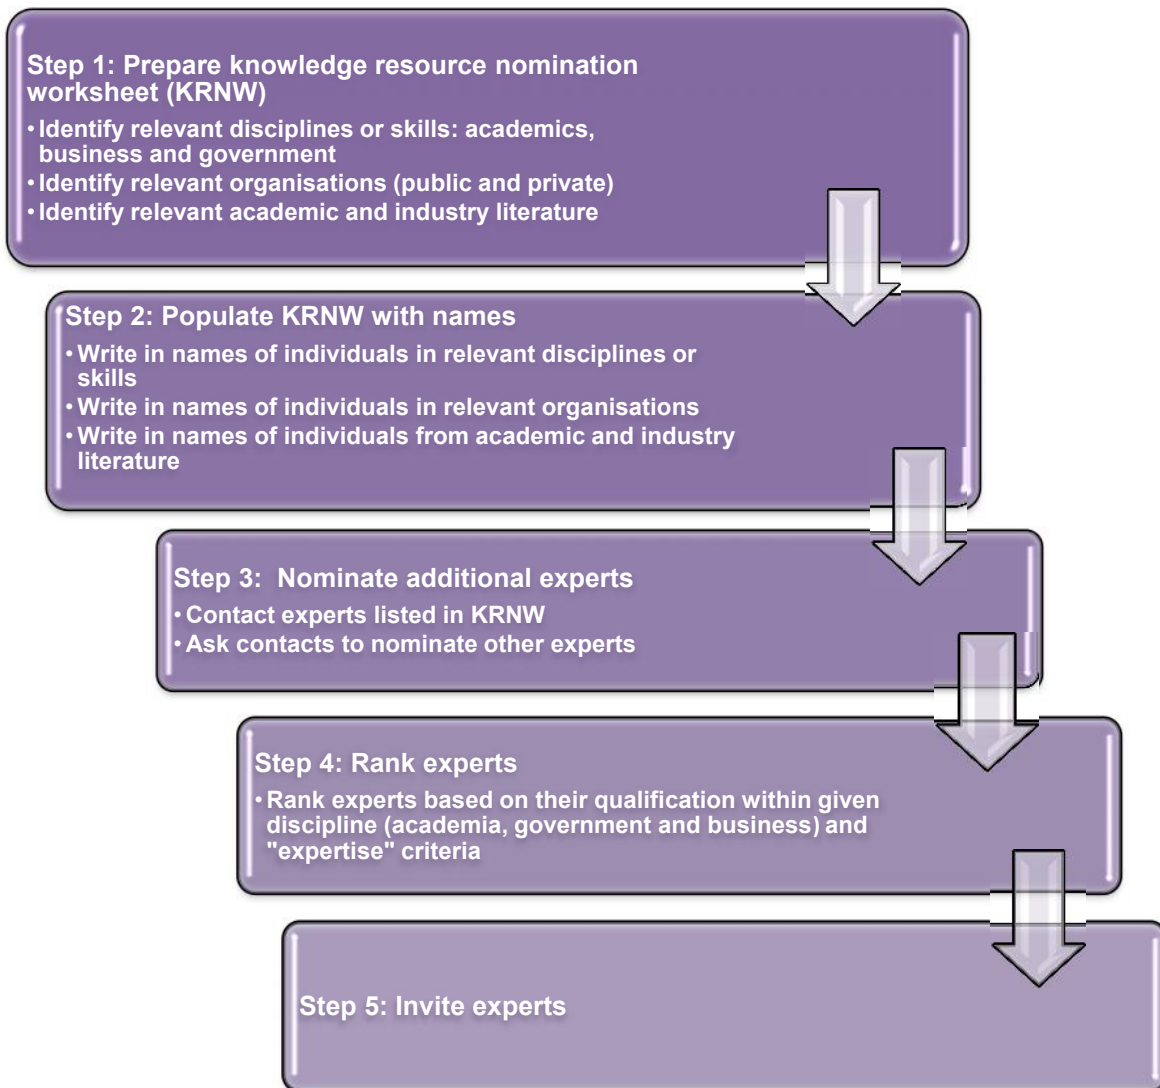 Step 1: Prepare knowledge resource nomination
worksheet (KRNW)
• Identify relevant disciplines or skills: academics,
business and government
• Identify relevant organisations (public and private)
• Identify relevant academic and industry literature
Step 2: Populate KRNW with names
• Write in names of individuals in relevant disciplines or
skills
• Write in names of individuals in relevant organisations
• Write in names of individuals from academic and industry
literature
Step 3:  Nominate additional experts
• Contact experts listed in KRNW
• Ask contacts to nominate other experts
Step 4: Rank experts
• Rank experts based on their qualification within given
discipline (academia, government and business) and
"expertise" criteria
Step 5: Invite experts